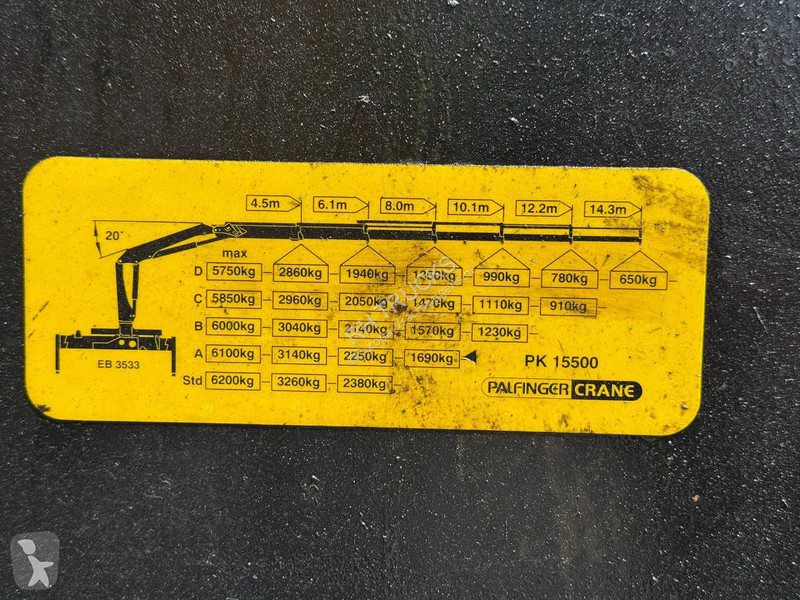 4.5m 6.1m 8.0m 10.1m 12.2m 14.3m
20°
max
D 5750kg 2860kg 1940kg 1350kg 990kg 780kg 650kg
C 5850kg 2960kg 2050kg 1470kg 1110kg 910kg
B 6000kg 3040kg 2140kg 1570kg 1230kg
A 6100kg 3140kg 2250kg 1690kg
Std 6200kg 3260kg 2380kg
EB 3533
PK 15500
PALFINGER CRANE
TRUCKS